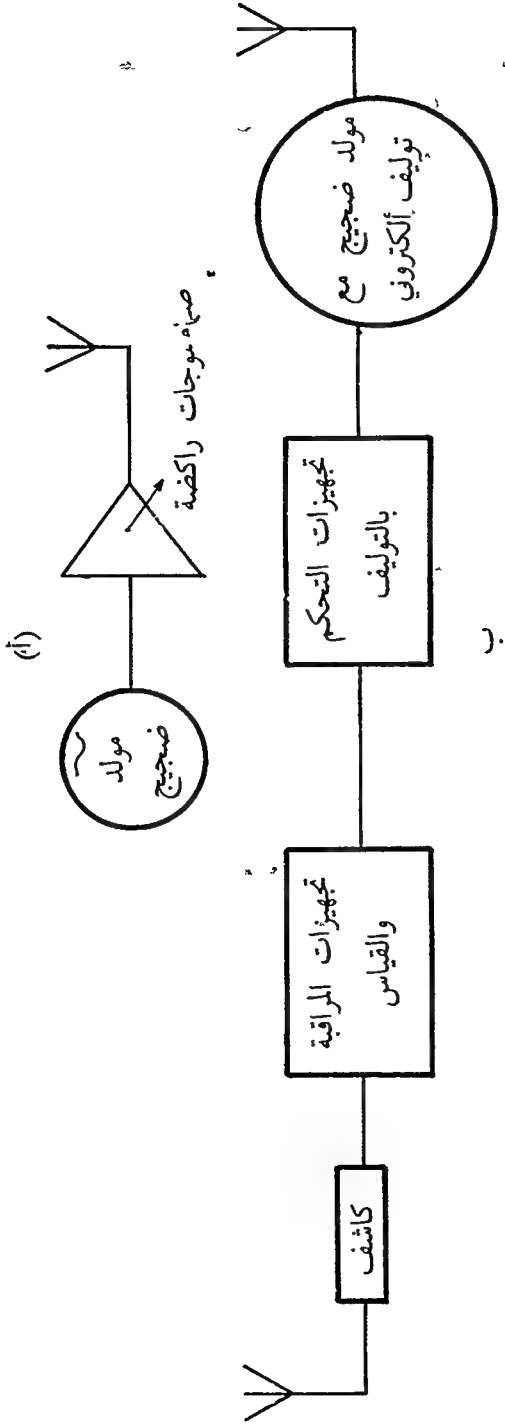 (أ)
مولد
ضجيج
صمام موجات راكضة
كاشف
تجهيزات المراقبة
والقياس
تجهيزات التحكم
بالتوليف
مولد ضجيج مع
توليف ألكتروني
ب